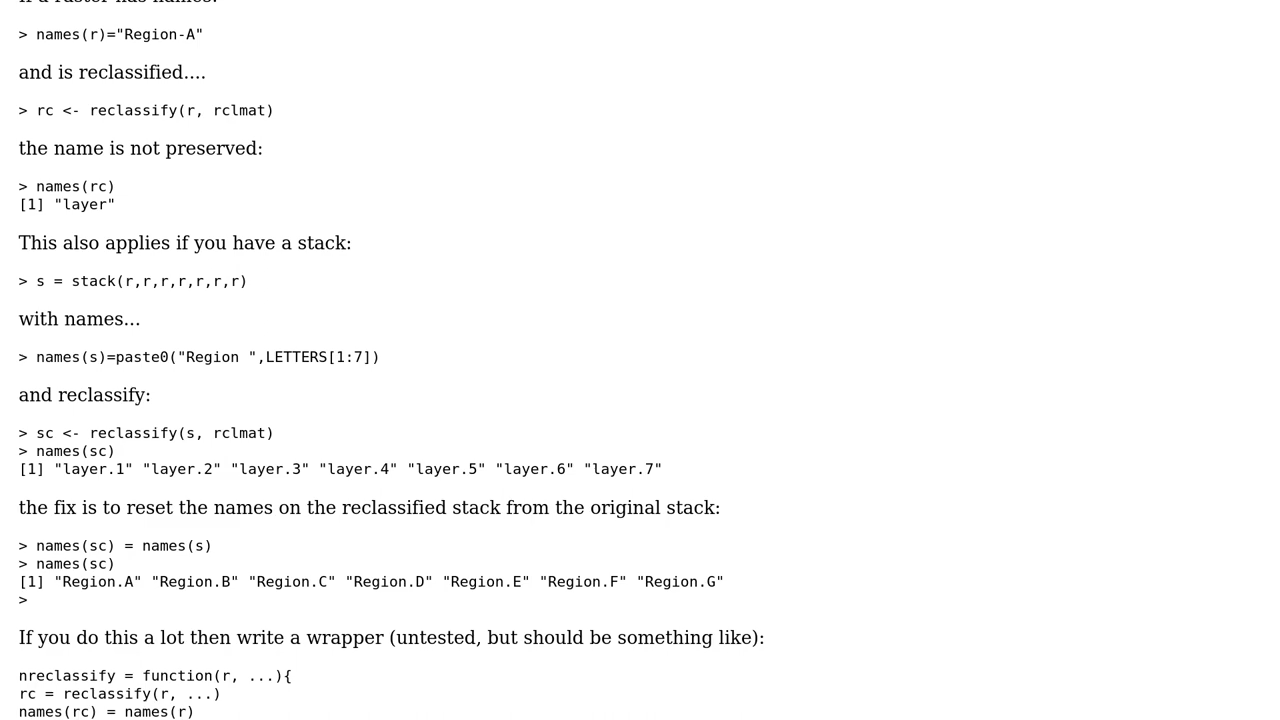 If a raster has names:
> names(r)="Region-A"
and is reclassified....
> rc <- reclassify(r, rclmat)
the name is not preserved:
> names(rc)
[1] "layer"
This also applies if you have a stack:
> s = stack(r,r,r,r,r,r,r)
with names...
> names(s)=paste0("Region ",LETTERS[1:7])
and reclassify:
> sc <- reclassify(s, rclmat)
> names(sc)
[1] "layer.1" "layer.2" "layer.3" "layer.4" "layer.5" "layer.6" "layer.7"
the fix is to reset the names on the reclassified stack from the original stack:
> names(sc) = names(s)
> names(sc)
[1] "Region.A" "Region.B" "Region.C" "Region.D" "Region.E" "Region.F" "Region.G"
>
If you do this a lot then write a wrapper (untested, but should be something like):
nreclassify = function(r, ...){
rc = reclassify(r, ...)
names(rc) = names(r)